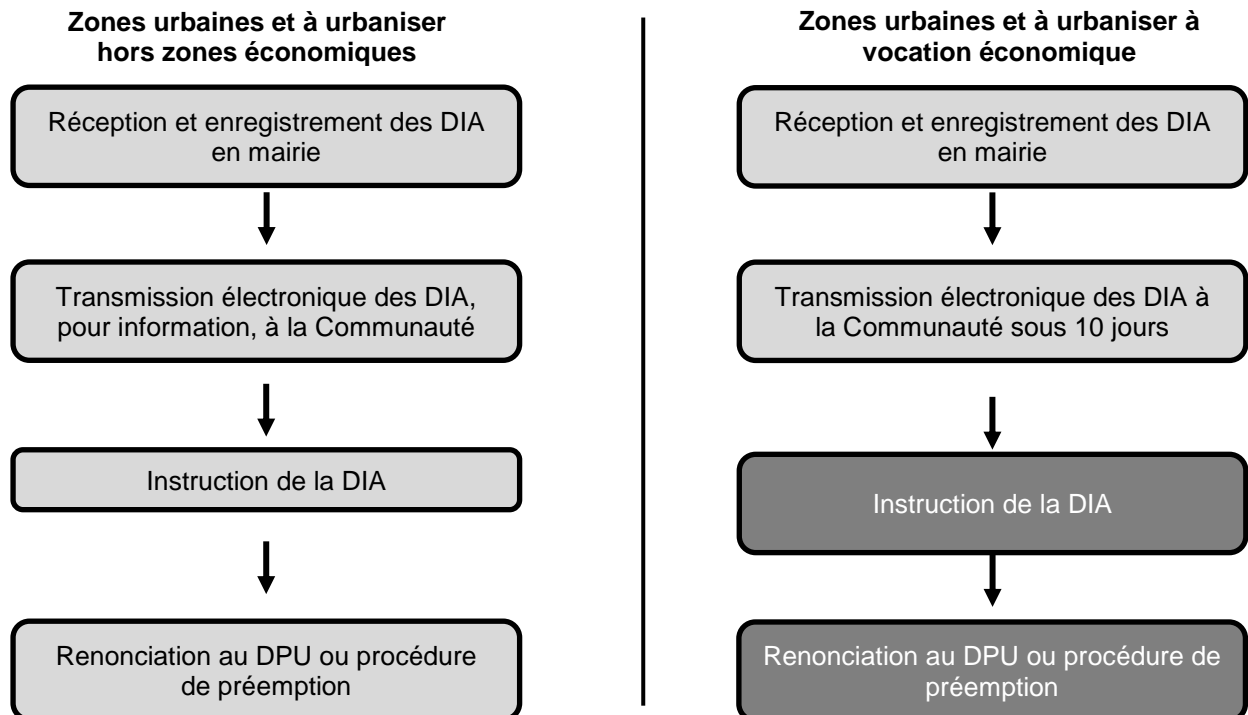 Zones urbaines et à urbaniser
hors zones économiques
Réception et enregistrement des DIA
en mairie
Transmission électronique des DIA,
pour information, à la Communauté
Instruction de la DIA
Renonciation au DPU ou procédure
de préemption
Zones urbaines et à urbaniser à
vocation économique
Réception et enregistrement des DIA
en mairie
Transmission électronique des DIA à
la Communauté sous 10 jours
Instruction de la DIA
Renonciation au DPU ou procédure de
préemption